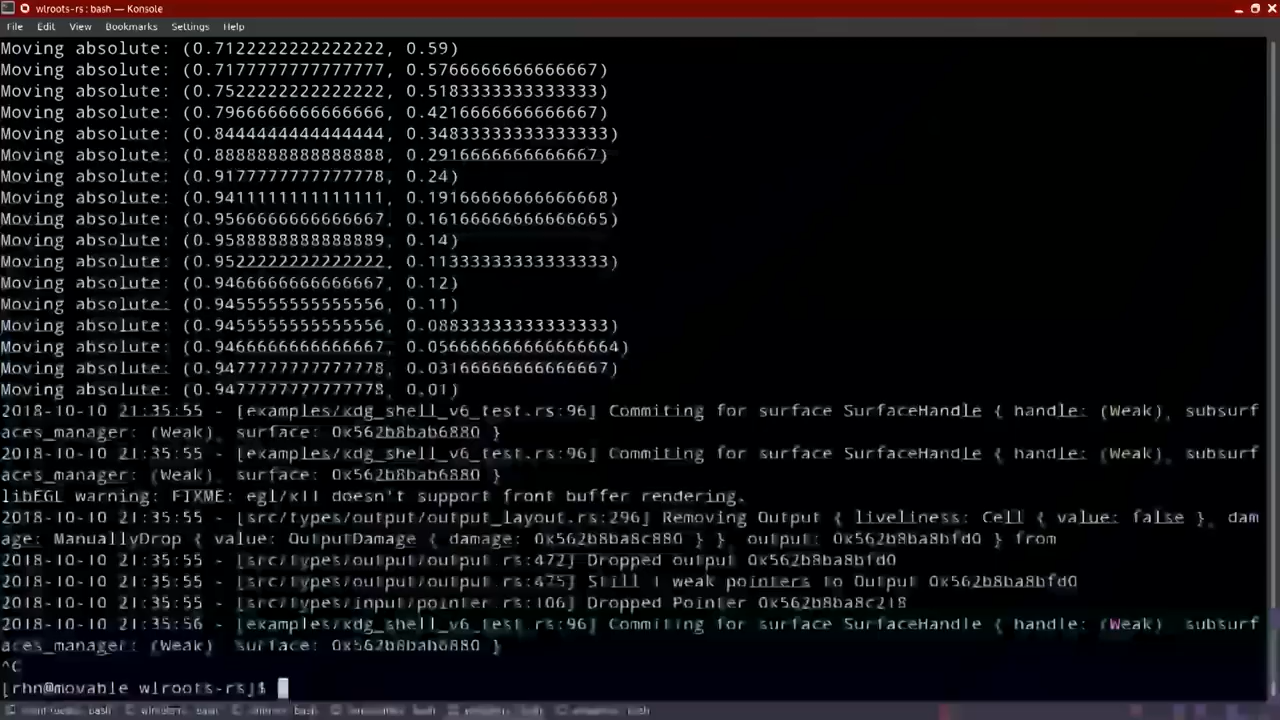 wlroots-rs : bash — Konsole
File Edit View Bookmarks Settings Help
Moving absolute: (0.7122222222222222, 0.59)
Moving absolute: (0.7177777777777777, 0.5766666666666667)
Moving absolute: (0.7522222222222222, 0.5183333333333333)
Moving absolute: (0.7966666666666666, 0.4216666666666667)
Moving absolute: (0.8444444444444444, 0.34833333333333333)
Moving absolute: (0.8888888888888888, 0.2916666666666667)
Moving absolute: (0.9177777777777778, 0.24)
Moving absolute: (0.9411111111111111, 0.19166666666666668)
Moving absolute: (0.9566666666666667, 0.16166666666666665)
Moving absolute: (0.9588888888888889, 0.14)
Moving absolute: (0.9522222222222222, 0.11333333333333333)
Moving absolute: (0.9466666666666667, 0.12)
Moving absolute: (0.9455555555555556, 0.11)
Moving absolute: (0.9455555555555556, 0.08833333333333333)
Moving absolute: (0.9466666666666667, 0.056666666666666664)
Moving absolute: (0.9477777777777778, 0.03166666666666667)
Moving absolute: (0.9477777777777778, 0.01)
2018-10-10 21:35:55 - [examples/xdg_shell_v6_test.rs:96] Commiting for surface SurfaceHandle { handle: (Weak), subsurf
aces_manager: (Weak), surface: 0x562b8bab6880 }
2018-10-10 21:35:55 - [examples/xdg_shell_v6_test.rs:96] Commiting for surface SurfaceHandle { handle: (Weak), subsurf
aces_manager: (Weak), surface: 0x562b8bab6880 }
libEGL warning: FIXME: egl/x11 doesn't support front buffer rendering.
2018-10-10 21:35:55 - [src/types/output/output_layout.rs:296] Removing Output { liveliness: Cell { value: false }, dam
age: ManuallyDrop { value: OutputDamage { damage: 0x562b8ba8c880 } }, output: 0x562b8ba8bfd0 } from
2018-10-10 21:35:55 - [src/types/output/output.rs:472] Dropped output 0x562b8ba8bfd0
2018-10-10 21:35:55 - [src/types/output/output.rs:475] Still 1 weak pointers to Output 0x562b8ba8bfd0
2018-10-10 21:35:55 - [src/types/input/pointer.rs:106] Dropped Pointer 0x562b8ba8c218
2018-10-10 21:35:56 - [examples/xdg_shell_v6_test.rs:96] Commiting for surface SurfaceHandle { handle: (Weak), subsurf
aces_manager: (Weak), surface: 0x562b8bab6880 }
^C
[rhn@movable wlroots-rs]$